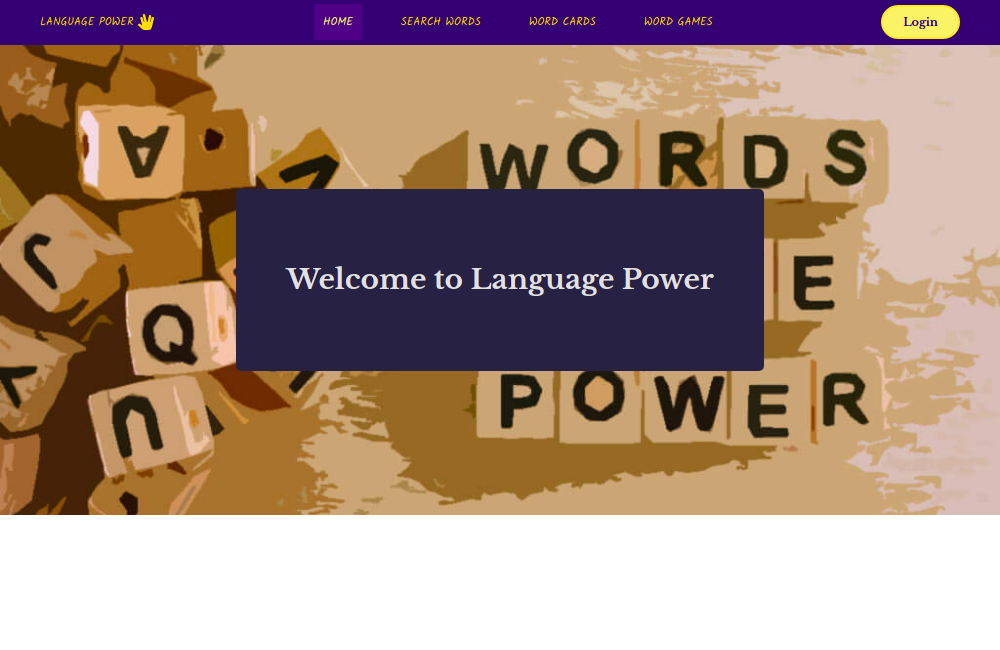 LANGUAGE POWER
HOME
SEARCH WORDS
WORD CARDS
WORD GAMES
Login
WORDS
A
J
E
Welcome to Language Power
Q
POWER
U